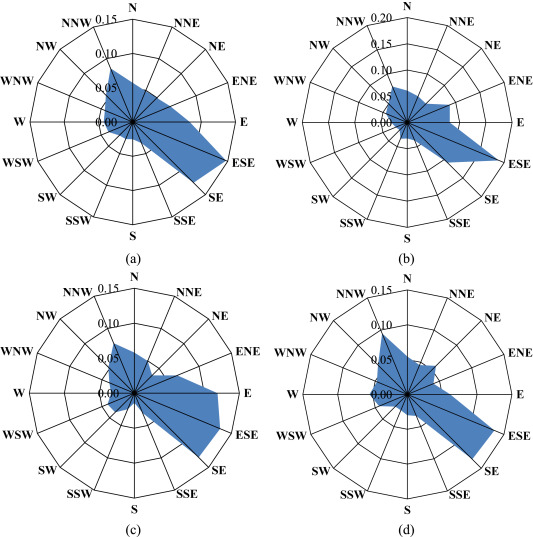 N
NNE
NE
ENE
E
ESE
SE
SSE
S
SSW
SW
WSW
W
WNW
NW
NNW
0.15
0.10
0.05
0.00
(a)
N
NNE
NE
ENE
E
ESE
SE
SSE
S
SSW
SW
WSW
W
WNW
NW
NNW
0.20
0.15
0.10
0.05
0.00
(b)
N
NNE
NE
ENE
E
ESE
SE
SSE
S
SSW
SW
WSW
W
WNW
NW
NNW
0.15
0.10
0.05
0.00
(c)
N
NNE
NE
ENE
E
ESE
SE
SSE
S
SSW
SW
WSW
W
WNW
NW
NNW
0.15
0.10
0.05
0.00
(d)